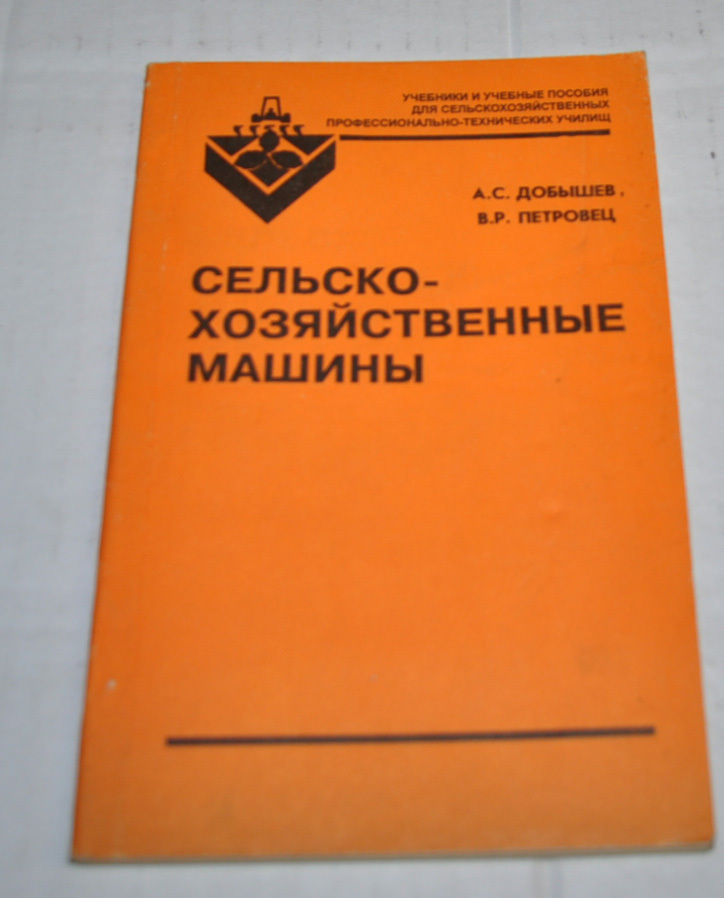 УЧЕБНИКИ И УЧЕБНЫЕ ПОСОБИЯ
ДЛЯ СЕЛЬСКОХОЗЯЙСТВЕННЫХ
ПРОФЕССИОНАЛЬНО-ТЕХНИЧЕСКИХ УЧИЛИЩ
А.С. ДОБЫШЕВ,
В.Р. ПЕТРОВЕЦ
СЕЛЬСКО-
ХОЗЯЙСТВЕННЫЕ
МАШИНЫ